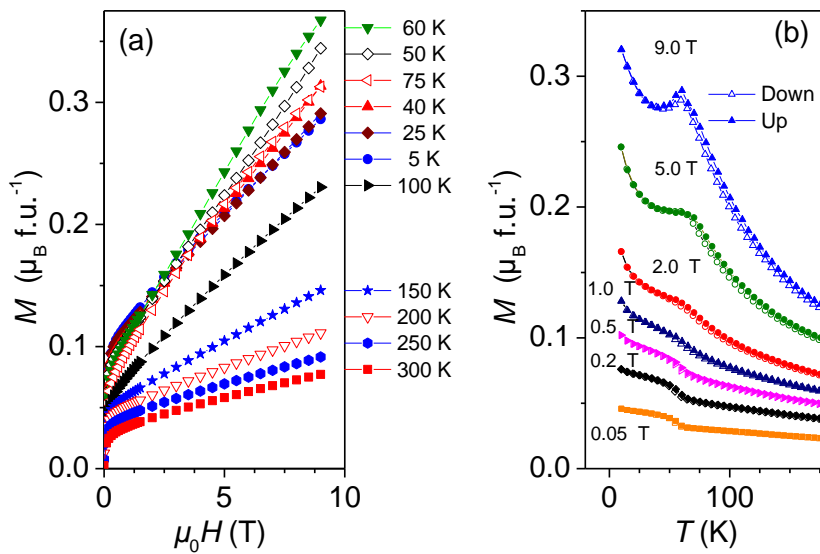 (a)
M (μB f.u.-1)
0.3
0.2
0.1
0.0
0
5
10
μ0H (T)
60 K
50 K
75 K
40 K
25 K
5 K
100 K
150 K
200 K
250 K
300 K
(b)
M (μB f.u.-1)
0.3
0.2
0.1
0.0
0
100
T (K)
9.0 T
Down
Up
5.0 T
2.0 T
1.0 T
0.5 T
0.2 T
0.05 T